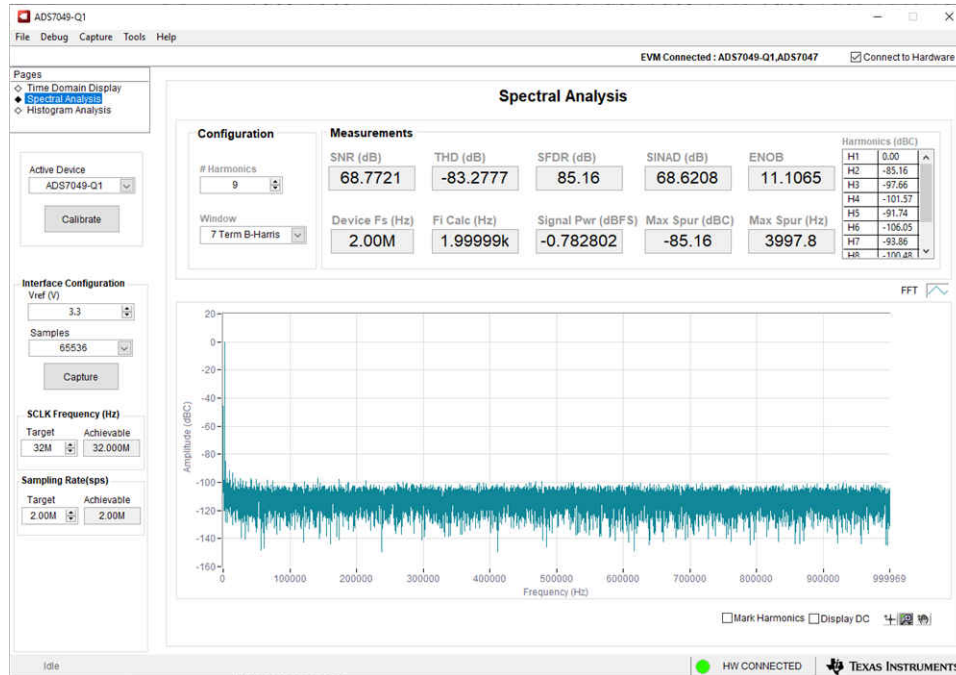 ADS7049-Q1
File Debug Capture Tools Help
EVM Connected : ADS7049-Q1,ADS7047 Connect to Hardware
Pages
Time Domain Display
Spectral Analysis
Histogram Analysis
Active Device
ADS7049-Q1
Calibrate
Interface Configuration
Vref (V)
3.3
Samples
65536
Capture
SCLK Frequency (Hz)
Target Achievable
32M 32.000M
Sampling Rate(sps)
Target Achievable
2.00M 2.00M
Spectral Analysis
Configuration
# Harmonics
9
Window
7 Term B-Harris
Measurements
SNR (dB) THD (dB) SFDR (dB) SINAD (dB) ENOB
68.7721 -83.2777 85.16 68.6208 11.1065
Device Fs (Hz) Fi Calc (Hz) Signal Pwr (dBFS) Max Spur (dBC) Max Spur (Hz)
2.00M 1.99999k -0.782802 -85.16 3997.8
Harmonics (dBC)
H1 0.00
H2 -85.16
H3 -97.66
H4 -101.57
H5 -91.74
H6 -106.05
H7 -93.86
H8 -100.48
FFT
Amplitude (dBC)
20
0
-20
-40
-60
-80
-100
-120
-140
-160
0 100000 200000 300000 400000 500000 600000 700000 800000 900000 999969
Frequency (Hz)
Mark Harmonics Display DC
Idle HW CONNECTED TEXAS INSTRUMENTS